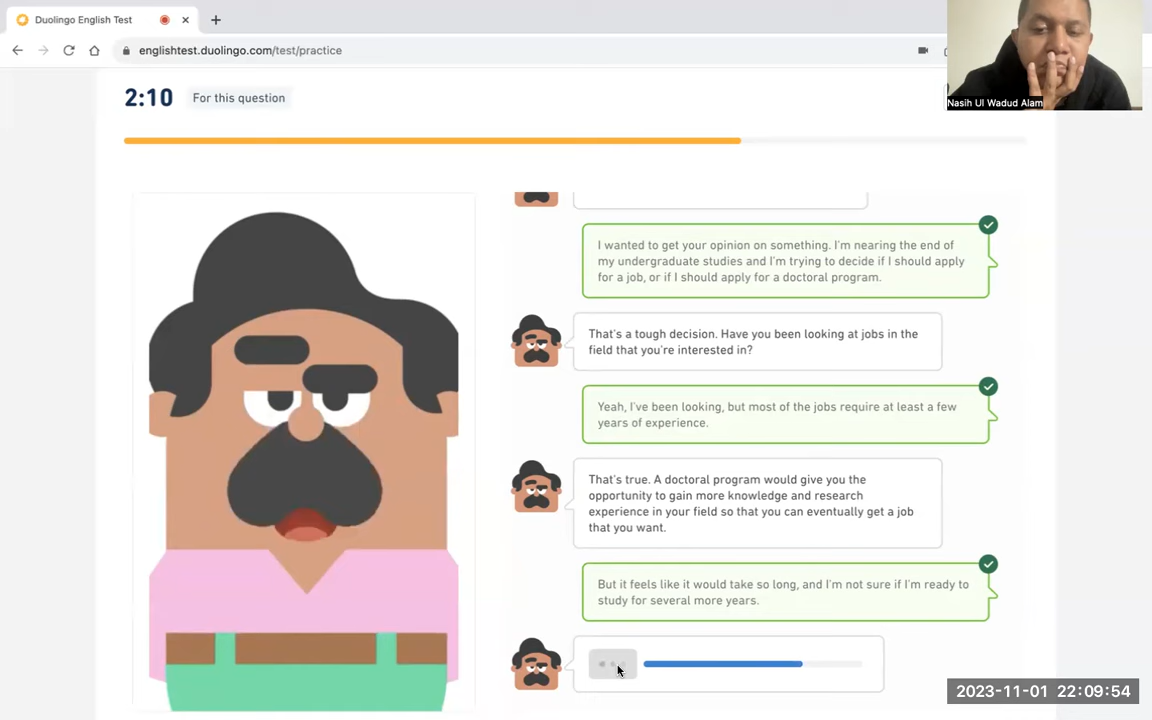 Duolingo English Test
englishtest.duolingo.com/test/practice
Nasih Ul Wadud Alam
2:10
For this question
I wanted to get your opinion on something. I'm nearing the end of
my undergraduate studies and I'm trying to decide if I should apply
for a job, or if I should apply for a doctoral program.
That's a tough decision. Have you been looking at jobs in the
field that you're interested in?
Yeah, I've been looking, but most of the jobs require at least a few
years of experience.
That's true. A doctoral program would give you the
opportunity to gain more knowledge and research
experience in your field so that you can eventually get a job
that you want.
But it feels like it would take so long, and I'm not sure if I'm ready to
study for several more years.
2023-11-01 22:09:54